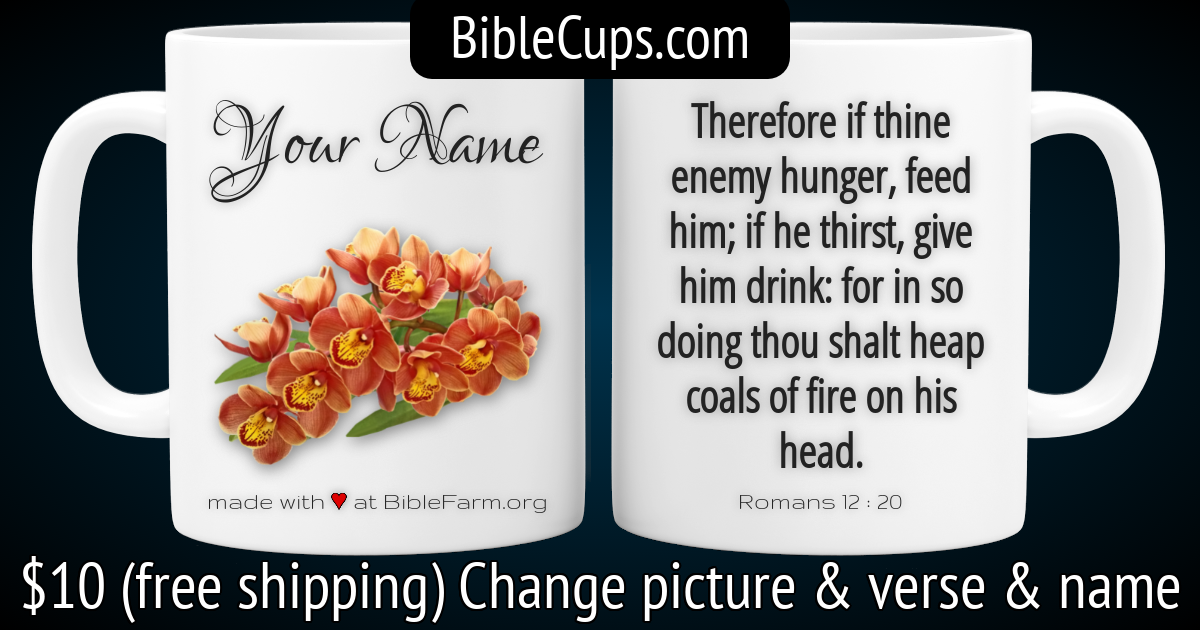 BibleCups.com
Your Name
made with ♥ at BibleFarm.org
Therefore if thine
enemy hunger, feed
him; if he thirst, give
him drink: for in so
doing thou shalt heap
coals of fire on his
head.
Romans 12 : 20
$10 (free shipping) Change picture & verse & name